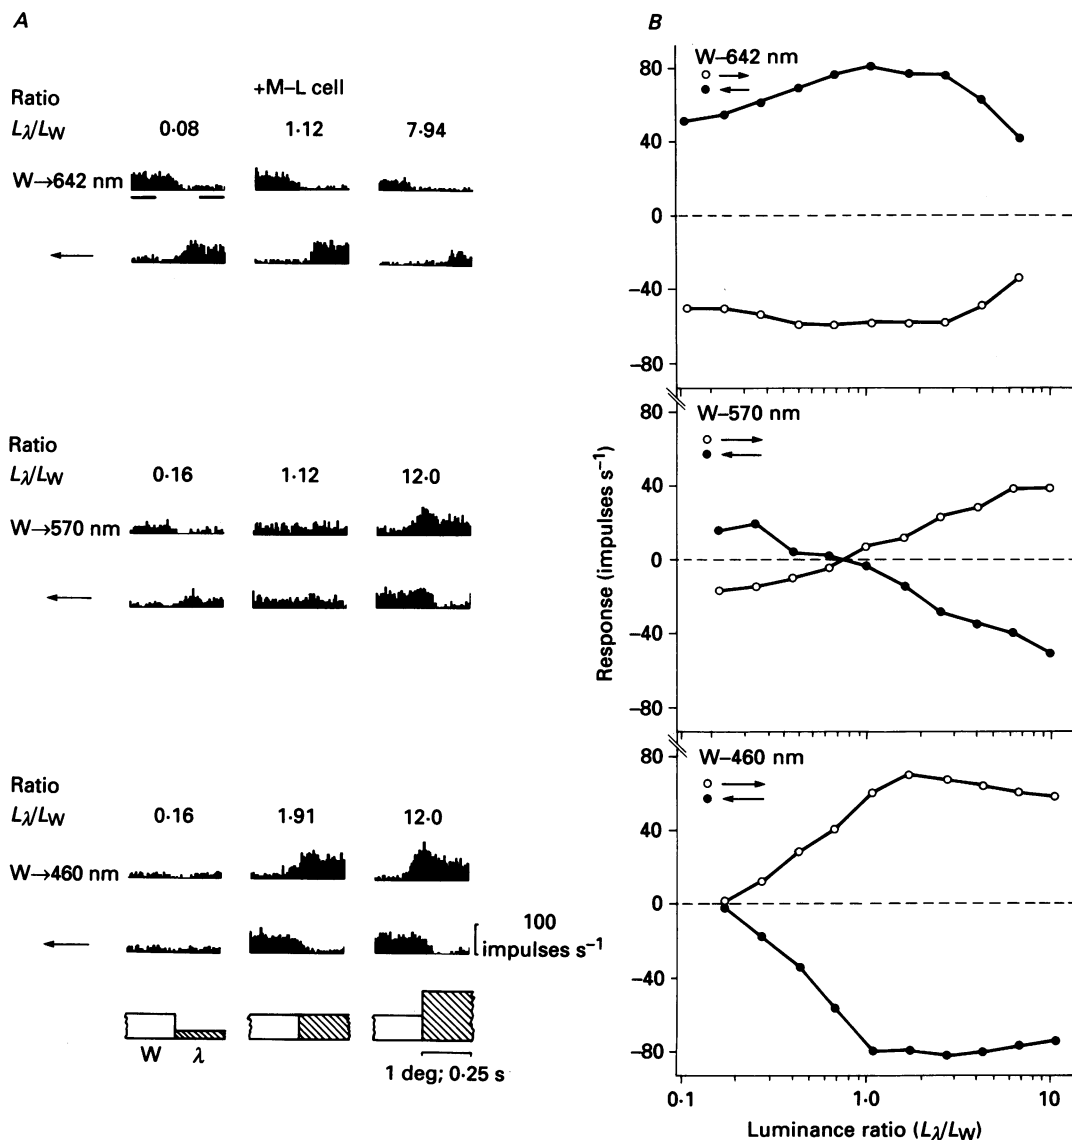 A
+M–L cell
Ratio
Lλ/LW 0·08 1·12 7·94
W→642 nm
←
Ratio
Lλ/LW 0·16 1·12 12·0
W→570 nm
←
Ratio
Lλ/LW 0·16 1·91 12·0
W→460 nm
←
100
impulses s⁻¹
W λ
1 deg; 0·25 s
B
W–642 nm
○ →
● ←
80
40
0
−40
−80
W–570 nm
○ →
● ←
80
40
0
−40
−80
W–460 nm
○ →
● ←
80
40
0
−40
−80
Response (impulses s⁻¹)
0·1 1·0 10
Luminance ratio (Lλ/LW)